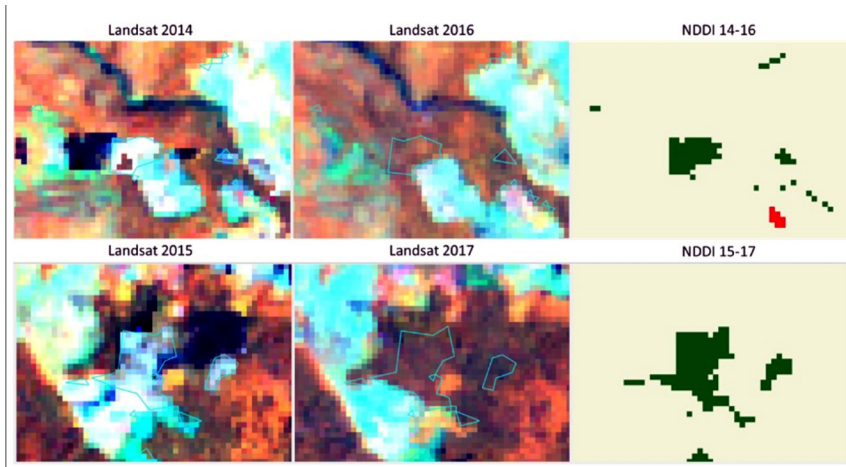 Landsat 2014
Landsat 2016
NDDI 14-16
Landsat 2015
Landsat 2017
NDDI 15-17